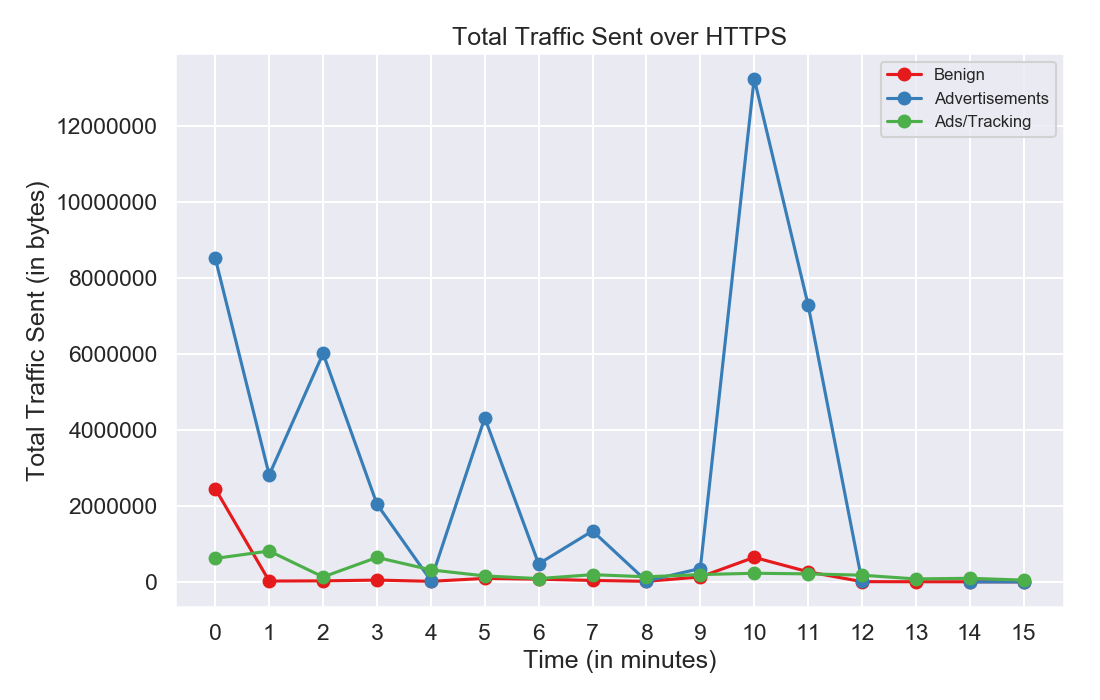 Total Traffic Sent over HTTPS
Benign
Advertisements
Ads/Tracking
Total Traffic Sent (in bytes)
12000000
10000000
8000000
6000000
4000000
2000000
0
0 1 2 3 4 5 6 7 8 9 10 11 12 13 14 15
Time (in minutes)